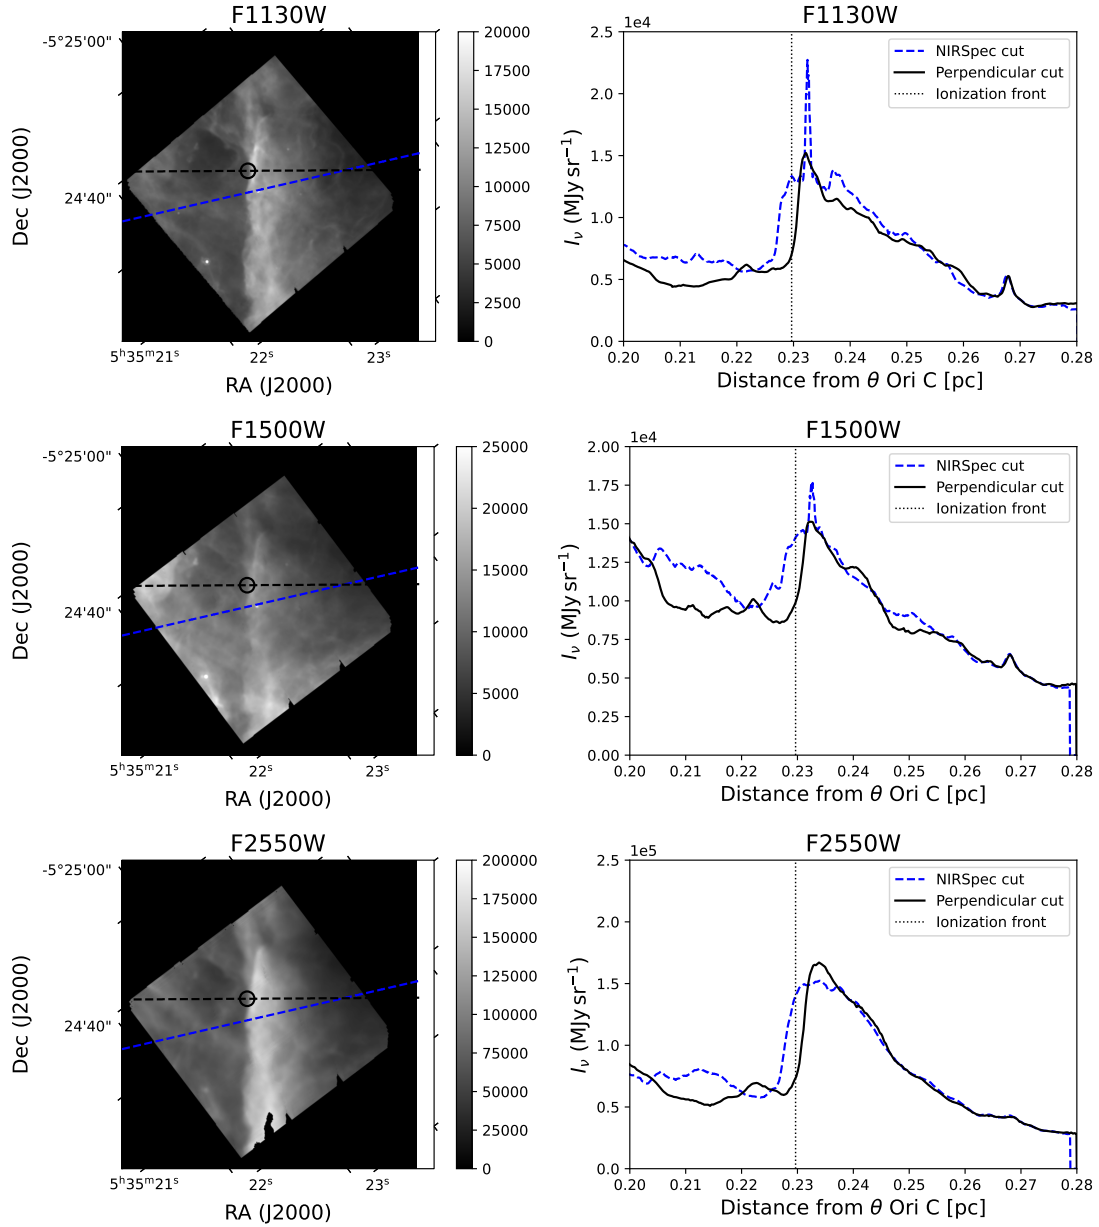 F1130W
-5°25'00"
24'40"
Dec (J2000)
5ʰ35ᵐ21ˢ
22ˢ
23ˢ
RA (J2000)
20000
17500
15000
12500
10000
7500
5000
2500
0
F1130W
1e4
2.5
2.0
1.5
1.0
0.5
0.0
Iν (MJy sr⁻¹)
NIRSpec cut
Perpendicular cut
Ionization front
0.20 0.21 0.22 0.23 0.24 0.25 0.26 0.27 0.28
Distance from θ Ori C [pc]
F1500W
-5°25'00"
24'40"
Dec (J2000)
5ʰ35ᵐ21ˢ
22ˢ
23ˢ
RA (J2000)
25000
20000
15000
10000
5000
0
F1500W
1e4
2.00
1.75
1.50
1.25
1.00
0.75
0.50
0.25
0.00
Iν (MJy sr⁻¹)
NIRSpec cut
Perpendicular cut
Ionization front
0.20 0.21 0.22 0.23 0.24 0.25 0.26 0.27 0.28
Distance from θ Ori C [pc]
F2550W
-5°25'00"
24'40"
Dec (J2000)
5ʰ35ᵐ21ˢ
22ˢ
23ˢ
RA (J2000)
200000
175000
150000
125000
100000
75000
50000
25000
0
F2550W
1e5
2.5
2.0
1.5
1.0
0.5
0.0
Iν (MJy sr⁻¹)
NIRSpec cut
Perpendicular cut
Ionization front
0.20 0.21 0.22 0.23 0.24 0.25 0.26 0.27 0.28
Distance from θ Ori C [pc]